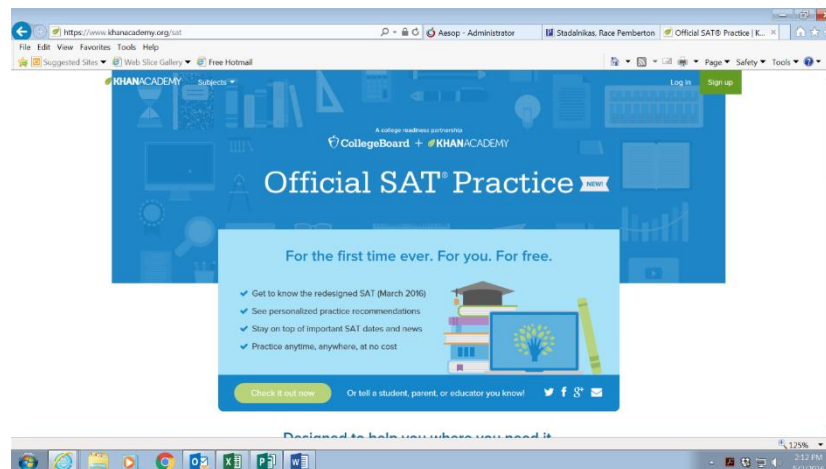 https://www.khanacademy.org/sat
Aesop - Administrator
Stadalnikas, Race Pemberton
Official SAT® Practice | K...
File Edit View Favorites Tools Help
Suggested Sites Web Slice Gallery Free Hotmail
Page Safety Tools
KHANACADEMY Subjects Log in Sign up
A college readiness partnership
CollegeBoard + KHANACADEMY
Official SAT® Practice NEW!
For the first time ever. For you. For free.
Get to know the redesigned SAT (March 2016)
See personalized practice recommendations
Stay on top of important SAT dates and news
Practice anytime, anywhere, at no cost
Check it out now Or tell a student, parent, or educator you know!
Designed to help you where you need it
125%
2:12 PM